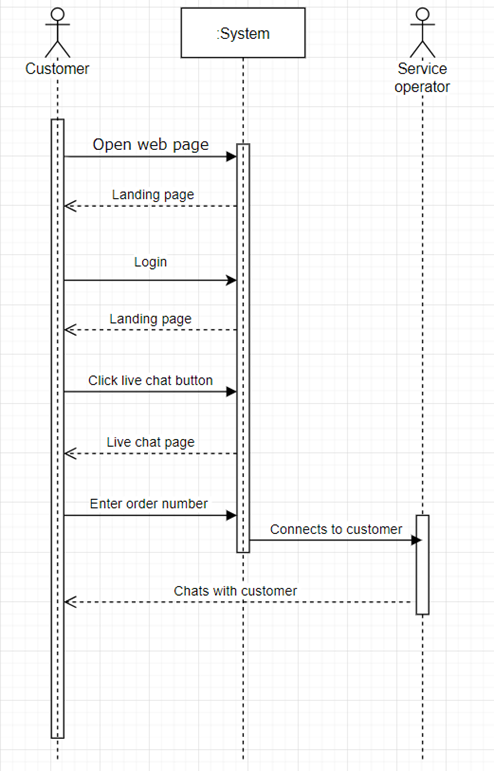 Customer
:System
Service
operator
Open web page
Landing page
Login
Landing page
Click live chat button
Live chat page
Enter order number
Connects to customer
Chats with customer